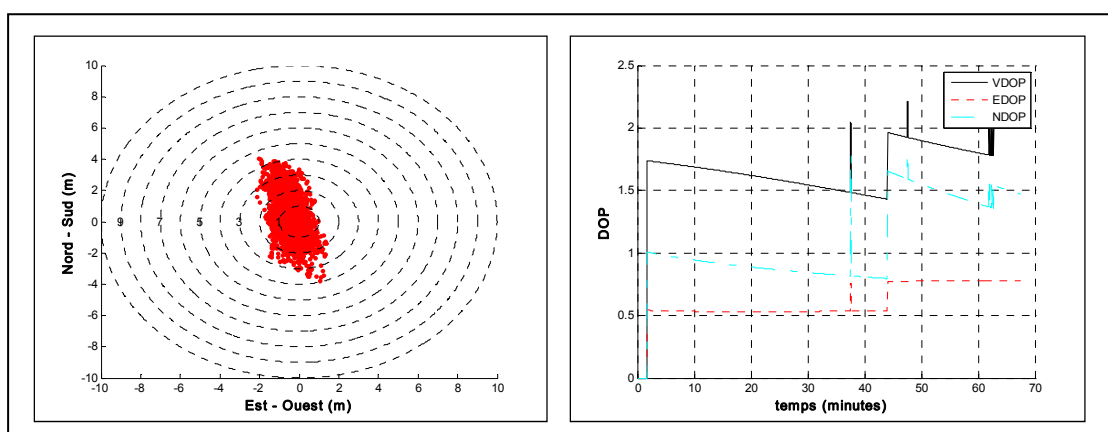 10
8
6
4
2
0
-2
-4
-6
-8
-10
Nord - Sud (m)
9 7 5 3 1
-10 -8 -6 -4 -2 0 2 4 6 8 10
Est - Ouest (m)
2.5
2
1.5
1
0.5
0
DOP
VDOP
EDOP
NDOP
0 10 20 30 40 50 60 70
temps (minutes)